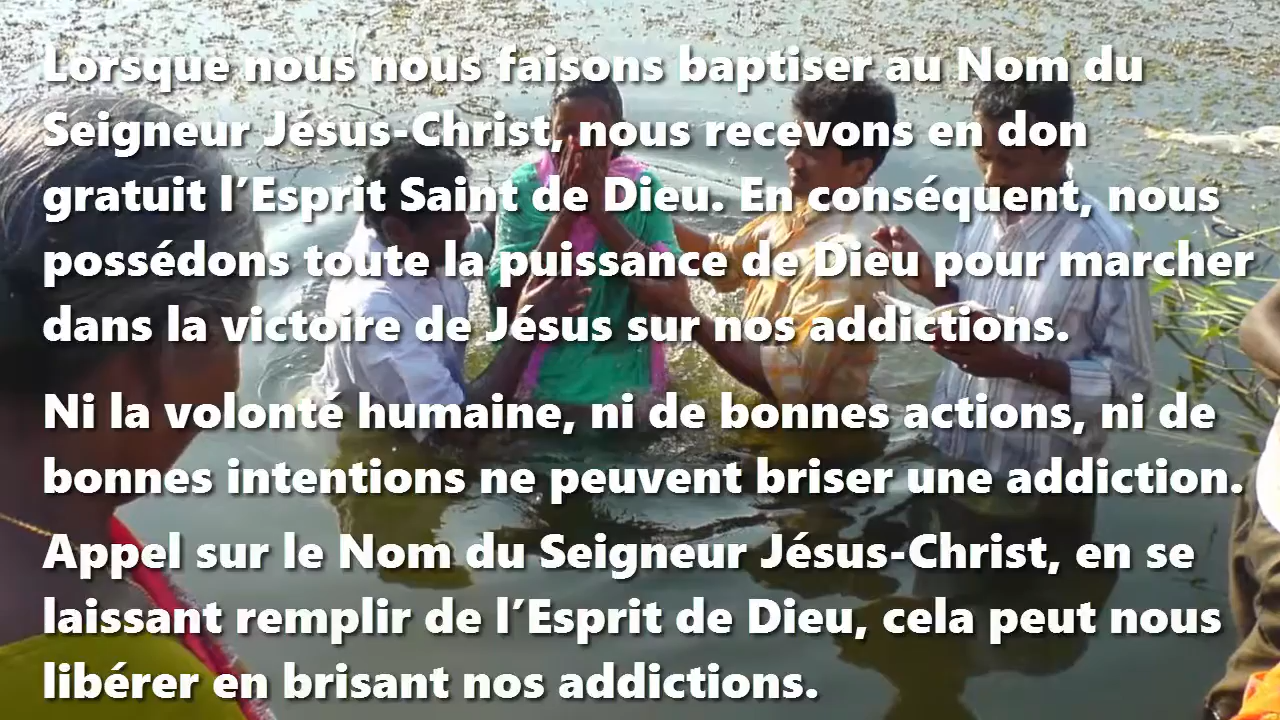 Lorsque nous nous faisons baptiser au Nom du
Seigneur Jésus-Christ, nous recevons en don
gratuit l’Esprit Saint de Dieu. En conséquent, nous
possédons toute la puissance de Dieu pour marcher
dans la victoire de Jésus sur nos addictions.
Ni la volonté humaine, ni de bonnes actions, ni de
bonnes intentions ne peuvent briser une addiction.
Appel sur le Nom du Seigneur Jésus-Christ, en se
laissant remplir de l’Esprit de Dieu, cela peut nous
libérer en brisant nos addictions.